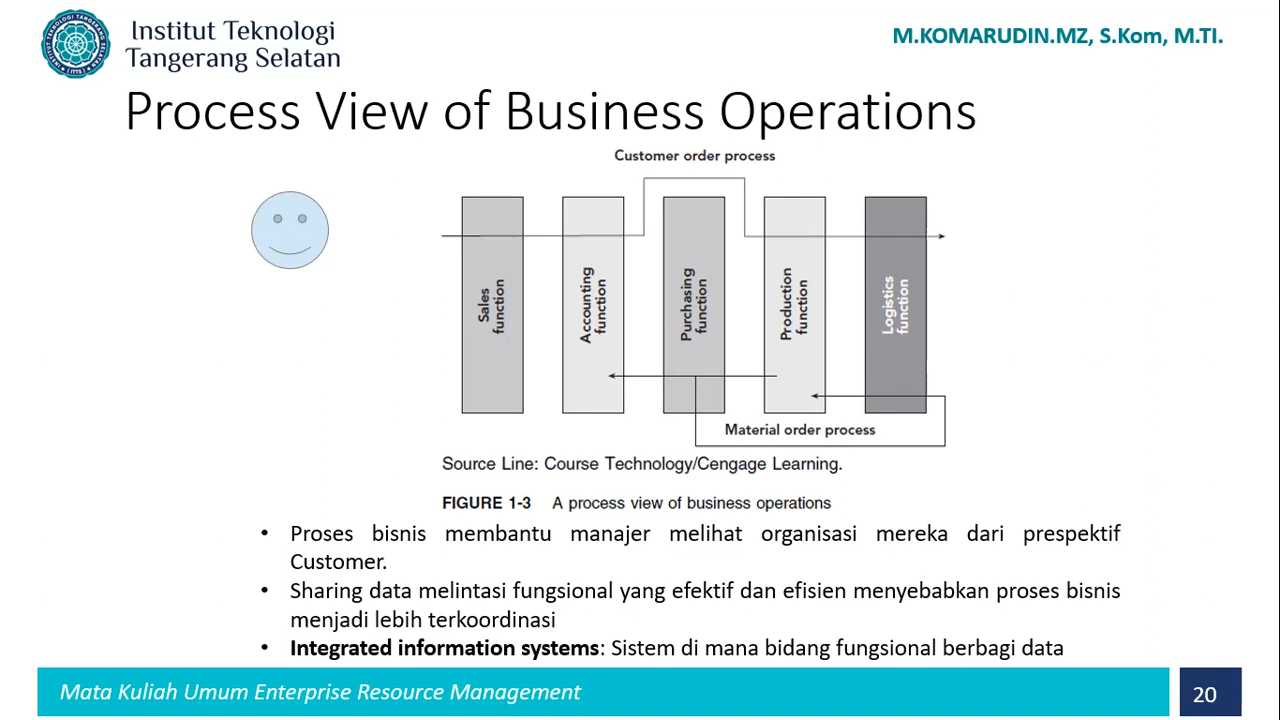 Institut Teknologi
Tangerang Selatan
M.KOMARUDIN.MZ, S.Kom, M.TI.
Process View of Business Operations
Customer order process
Sales
function
Accounting
function
Purchasing
function
Production
function
Logistics
function
Material order process
Source Line: Course Technology/Cengage Learning.
FIGURE 1-3 A process view of business operations
• Proses bisnis membantu manajer melihat organisasi mereka dari prespektif
Customer.
• Sharing data melintasi fungsional yang efektif dan efisien menyebabkan proses bisnis
menjadi lebih terkoordinasi
• Integrated information systems: Sistem di mana bidang fungsional berbagi data
Mata Kuliah Umum Enterprise Resource Management
20